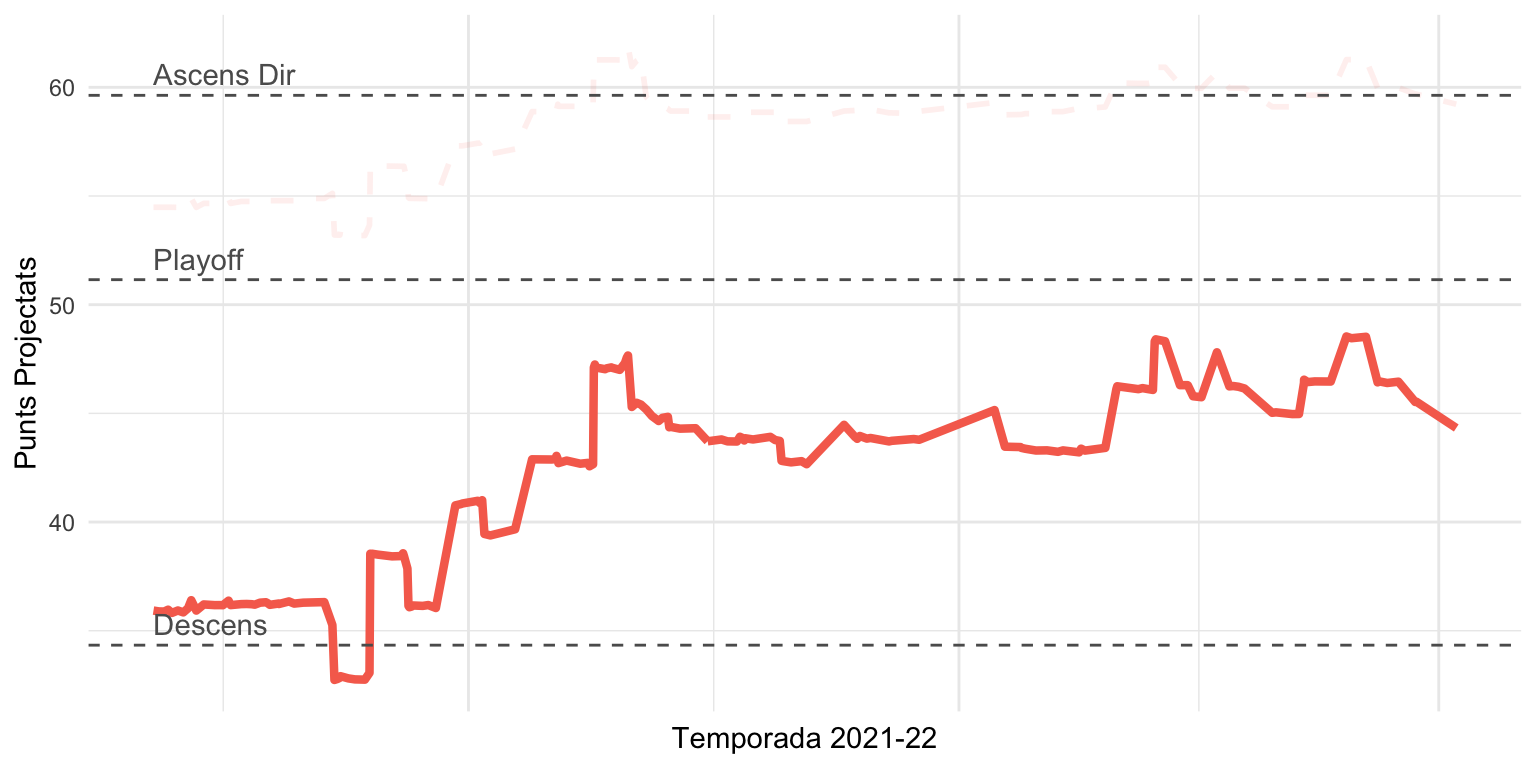 Punts Projectats
60
50
40
Ascens Dir
Playoff
Descens
Temporada 2021-22